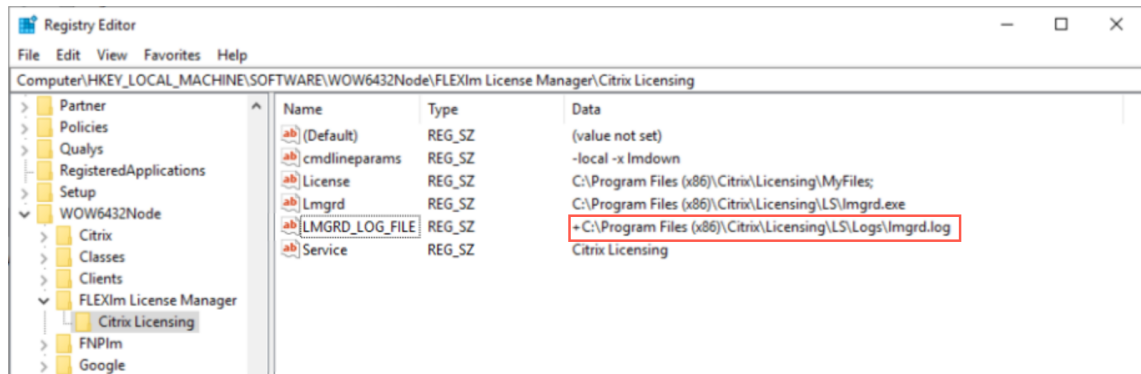 Registry Editor
File Edit View Favorites Help
Computer\HKEY_LOCAL_MACHINE\SOFTWARE\WOW6432Node\FLEXlm License Manager\Citrix Licensing
Partner
Policies
Qualys
RegisteredApplications
Setup
WOW6432Node
Citrix
Classes
Clients
FLEXlm License Manager
Citrix Licensing
FNPlm
Google
Name Type Data
(Default) REG_SZ (value not set)
cmdlineparams REG_SZ -local -x lmdown
License REG_SZ C:\Program Files (x86)\Citrix\Licensing\MyFiles;
Lmgrd REG_SZ C:\Program Files (x86)\Citrix\Licensing\LS\lmgrd.exe
LMGRD_LOG_FILE REG_SZ +C:\Program Files (x86)\Citrix\Licensing\LS\Logs\lmgrd.log
Service REG_SZ Citrix Licensing